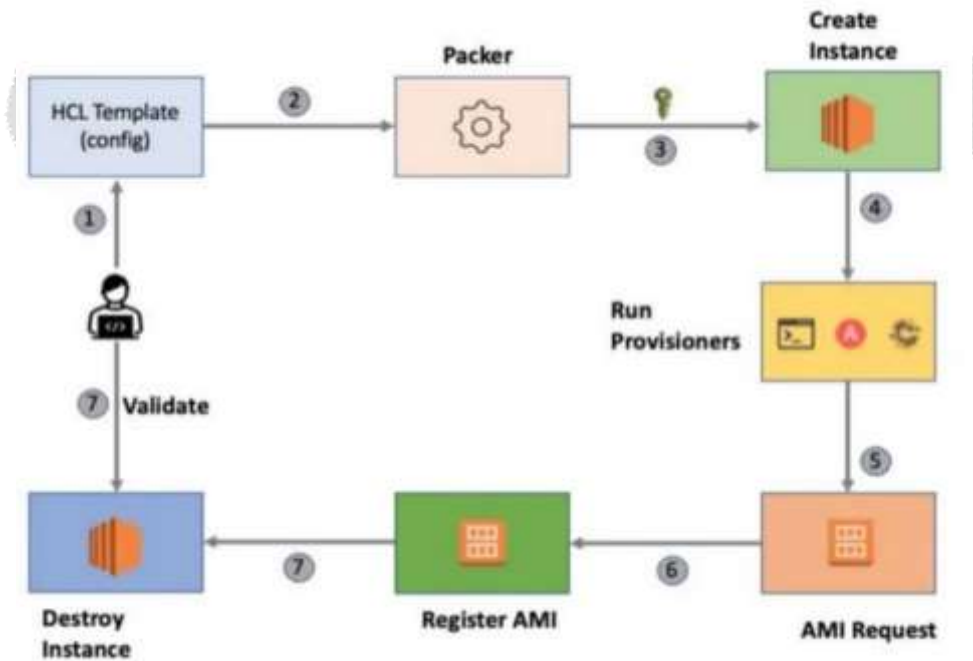 Create
Instance
Packer
HCL Template
(config)
2
3
1
4
Run
Provisioners
>_
A
</>
7
Validate
5
7
6
Destroy
Instance
Register AMI
AMI Request